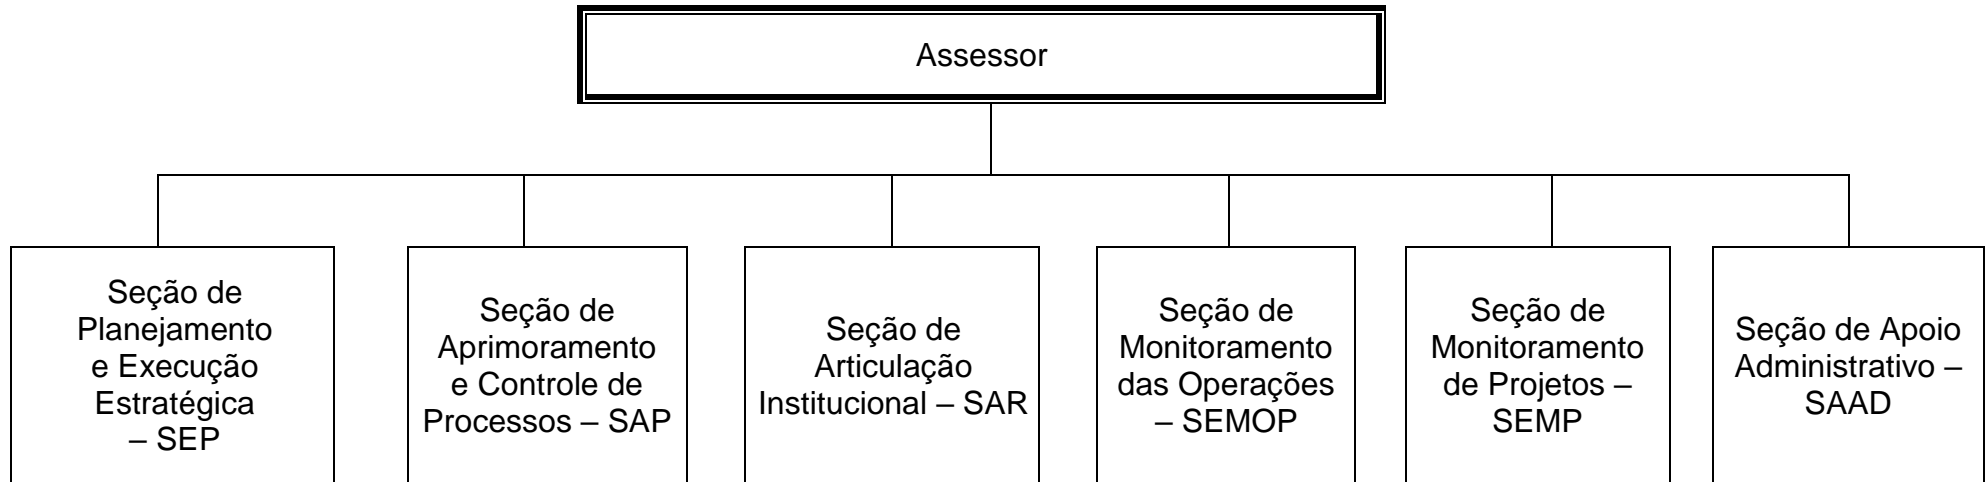 Assessor
Seção de
Planejamento
e Execução
Estratégica
– SEP
Seção de
Aprimoramento
e Controle de
Processos – SAP
Seção de
Articulação
Institucional – SAR
Seção de
Monitoramento
das Operações
– SEMOP
Seção de
Monitoramento
de Projetos –
SEMP
Seção de Apoio
Administrativo –
SAAD